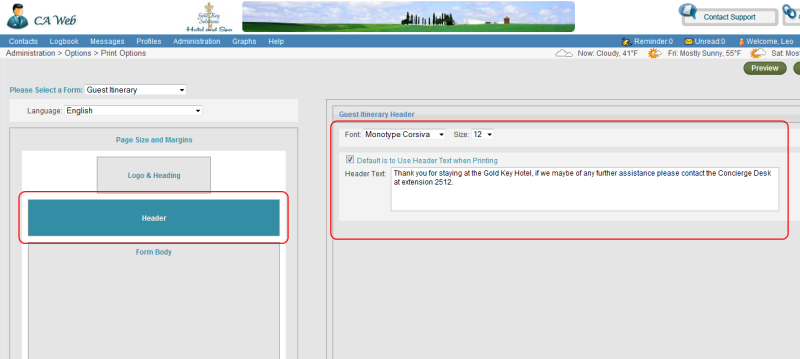 CA Web
Gold Key
Solutions
Hotel and Spa
Contact Support
Contacts Logbook Messages Profiles Administration Graphs Help
Reminder:0 Unread:0 Welcome, Leo
Administration > Options > Print Options
Now: Cloudy, 41°F Fri: Mostly Sunny, 55°F Sat: Mos
Preview
Please Select a Form: Guest Itinerary
Language: English
Page Size and Margins
Logo & Heading
Header
Form Body
Guest Itinerary Header
Font: Monotype Corsiva Size: 12
Default is to Use Header Text when Printing
Header Text: Thank you for staying at the Gold Key Hotel, if we maybe of any further assistance please contact the Concierge Desk
at extension 2512.